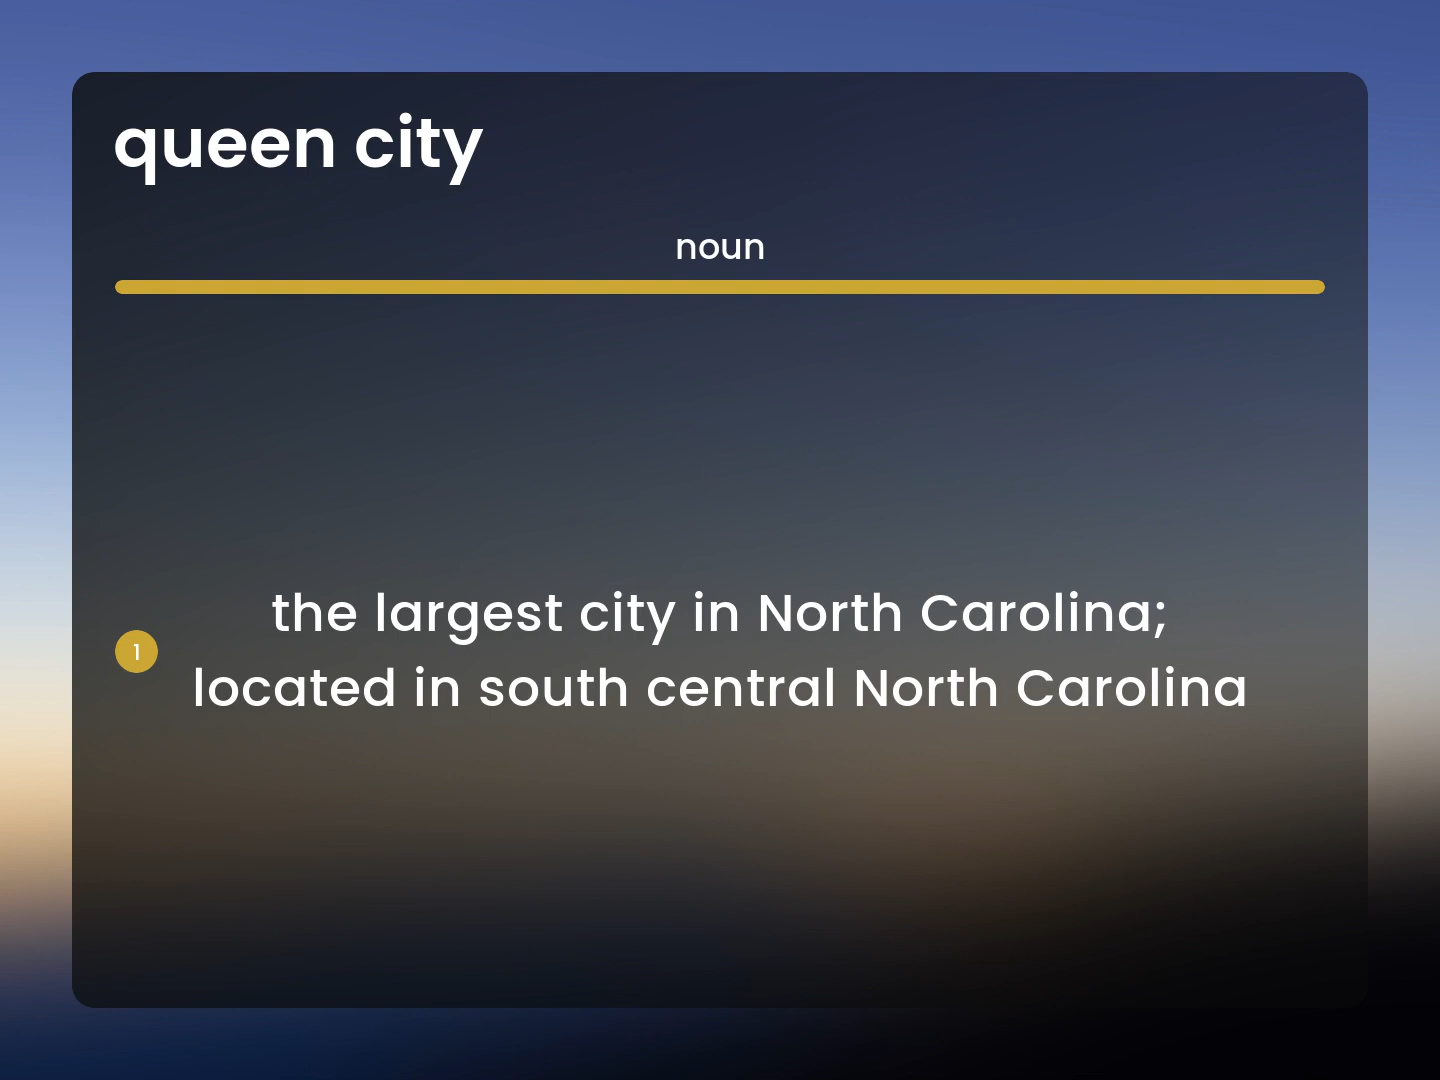 queen city
noun
1
the largest city in North Carolina;
located in south central North Carolina